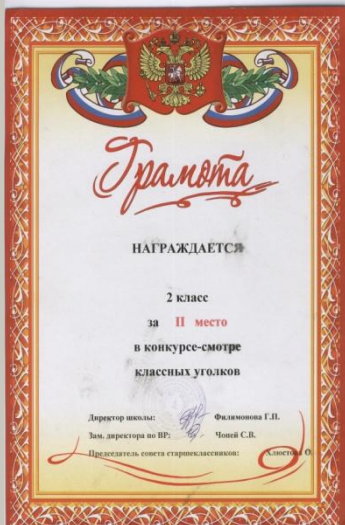 Грамота
НАГРАЖДАЕТСЯ
2 класс
за II место
в конкурсе-смотре
классных уголков
Директор школы: Филимонова Г.П.
Зам. директора по ВР: Чопей С.В.
Председатель совета старшеклассников: О